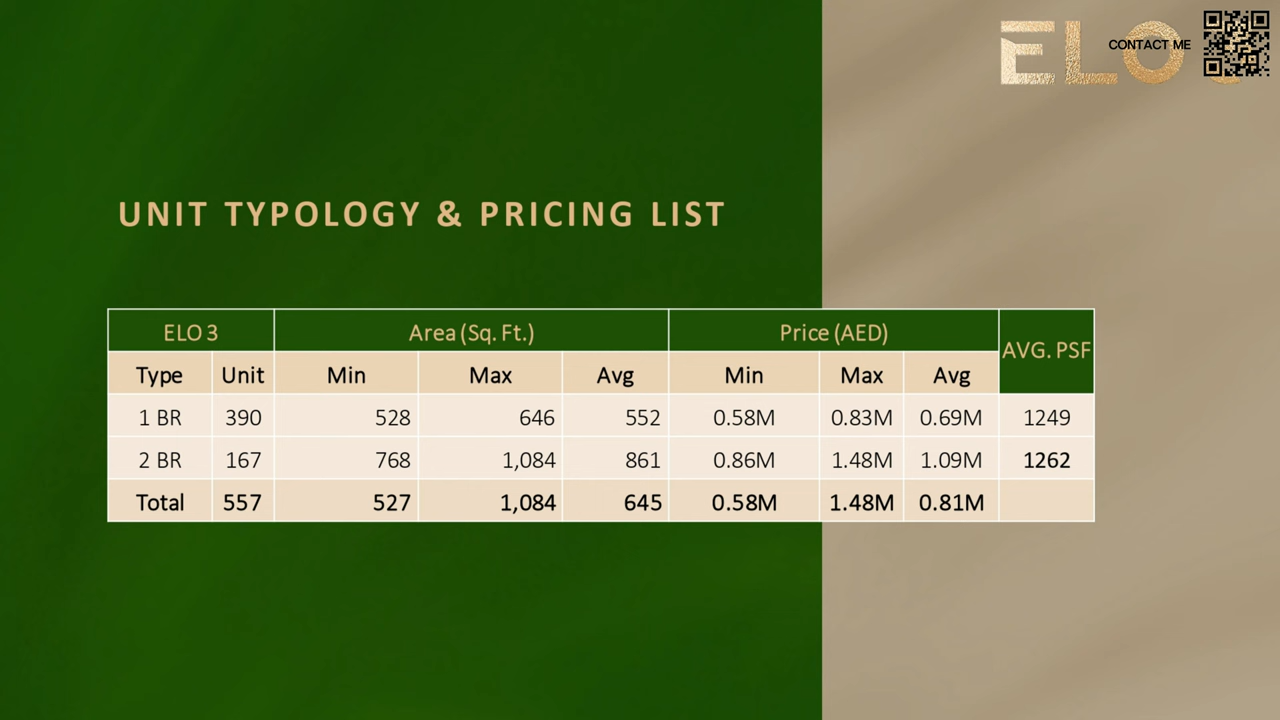 ELO
CONTACT ME
UNIT TYPOLOGY & PRICING LIST
ELO 3 Area (Sq. Ft.) Price (AED) AVG. PSF
Type Unit Min Max Avg Min Max Avg
1 BR 390 528 646 552 0.58M 0.83M 0.69M 1249
2 BR 167 768 1,084 861 0.86M 1.48M 1.09M 1262
Total 557 527 1,084 645 0.58M 1.48M 0.81M